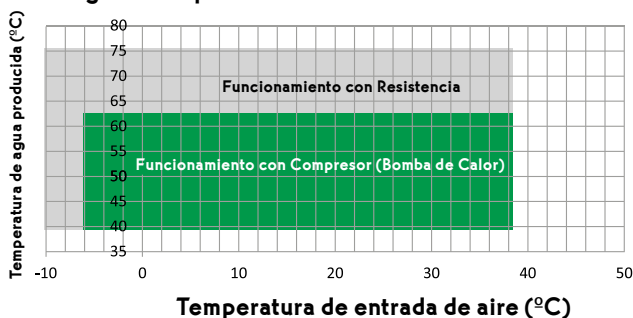 Temperatura de agua producida (ºC)
80
75
70
65
60
55
50
45
40
35
Funcionamiento con Resistencia
Funcionamiento con Compresor (Bomba de Calor)
-10 0 10 20 30 40 50
Temperatura de entrada de aire (ºC)